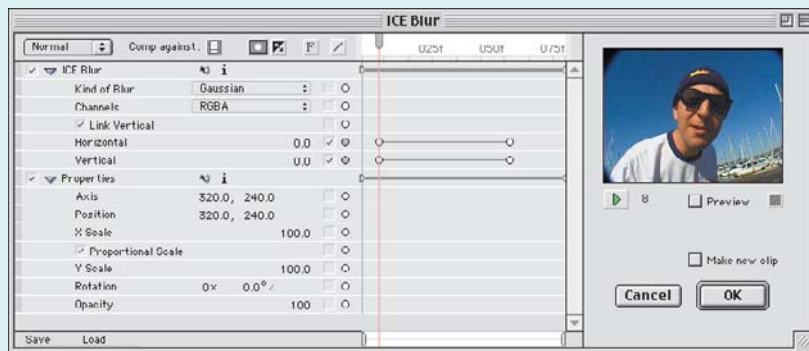 ICE Blur
Normal Comp against: F
025f 050f 075f
ICE Blur i
Kind of Blur Gaussian
Channels RGBA
Link Vertical
Horizontal 0.0
Vertical 0.0
Properties i
Axis 320.0, 240.0
Position 320.0, 240.0
X Scale 100.0
Proportional Scale
Y Scale 100.0
Rotation 0x 0.0°
Opacity 100
Save Load
8 Preview
Make new clip
Cancel OK